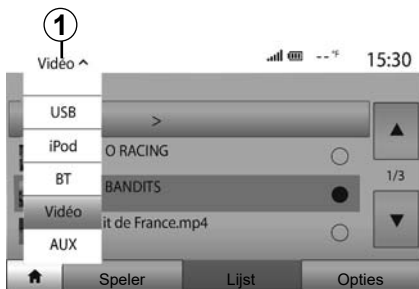 1
Vidéo
--°F
15:30
USB
>
iPod
O RACING
BT
BANDITS
1/3
Vidéo
it de France.mp4
AUX
Speler
Lijst
Opties